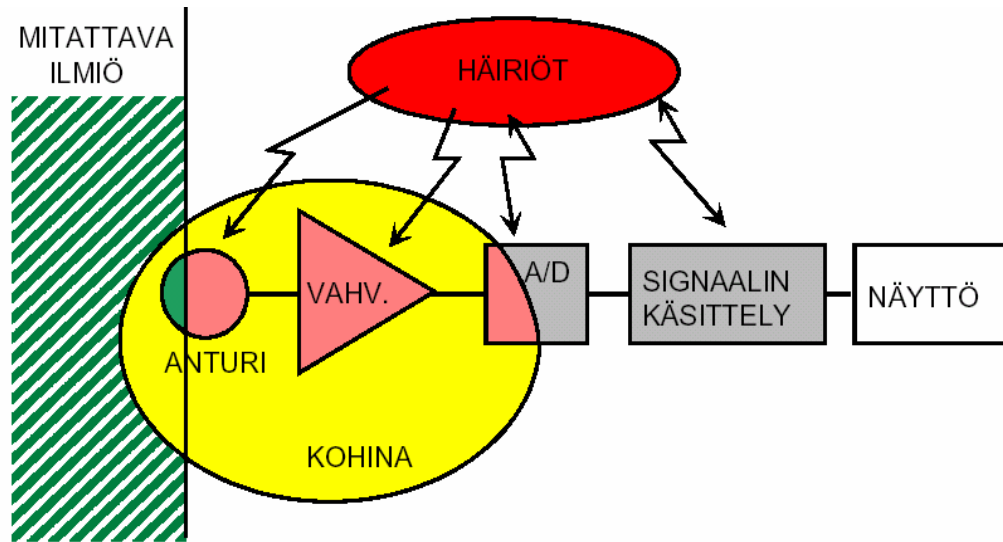 MITATTAVA
ILMIÖ
HÄIRIÖT
ANTURI
VAHV.
A/D
SIGNAALIN
KÄSITTELY
NÄYTTÖ
KOHINA